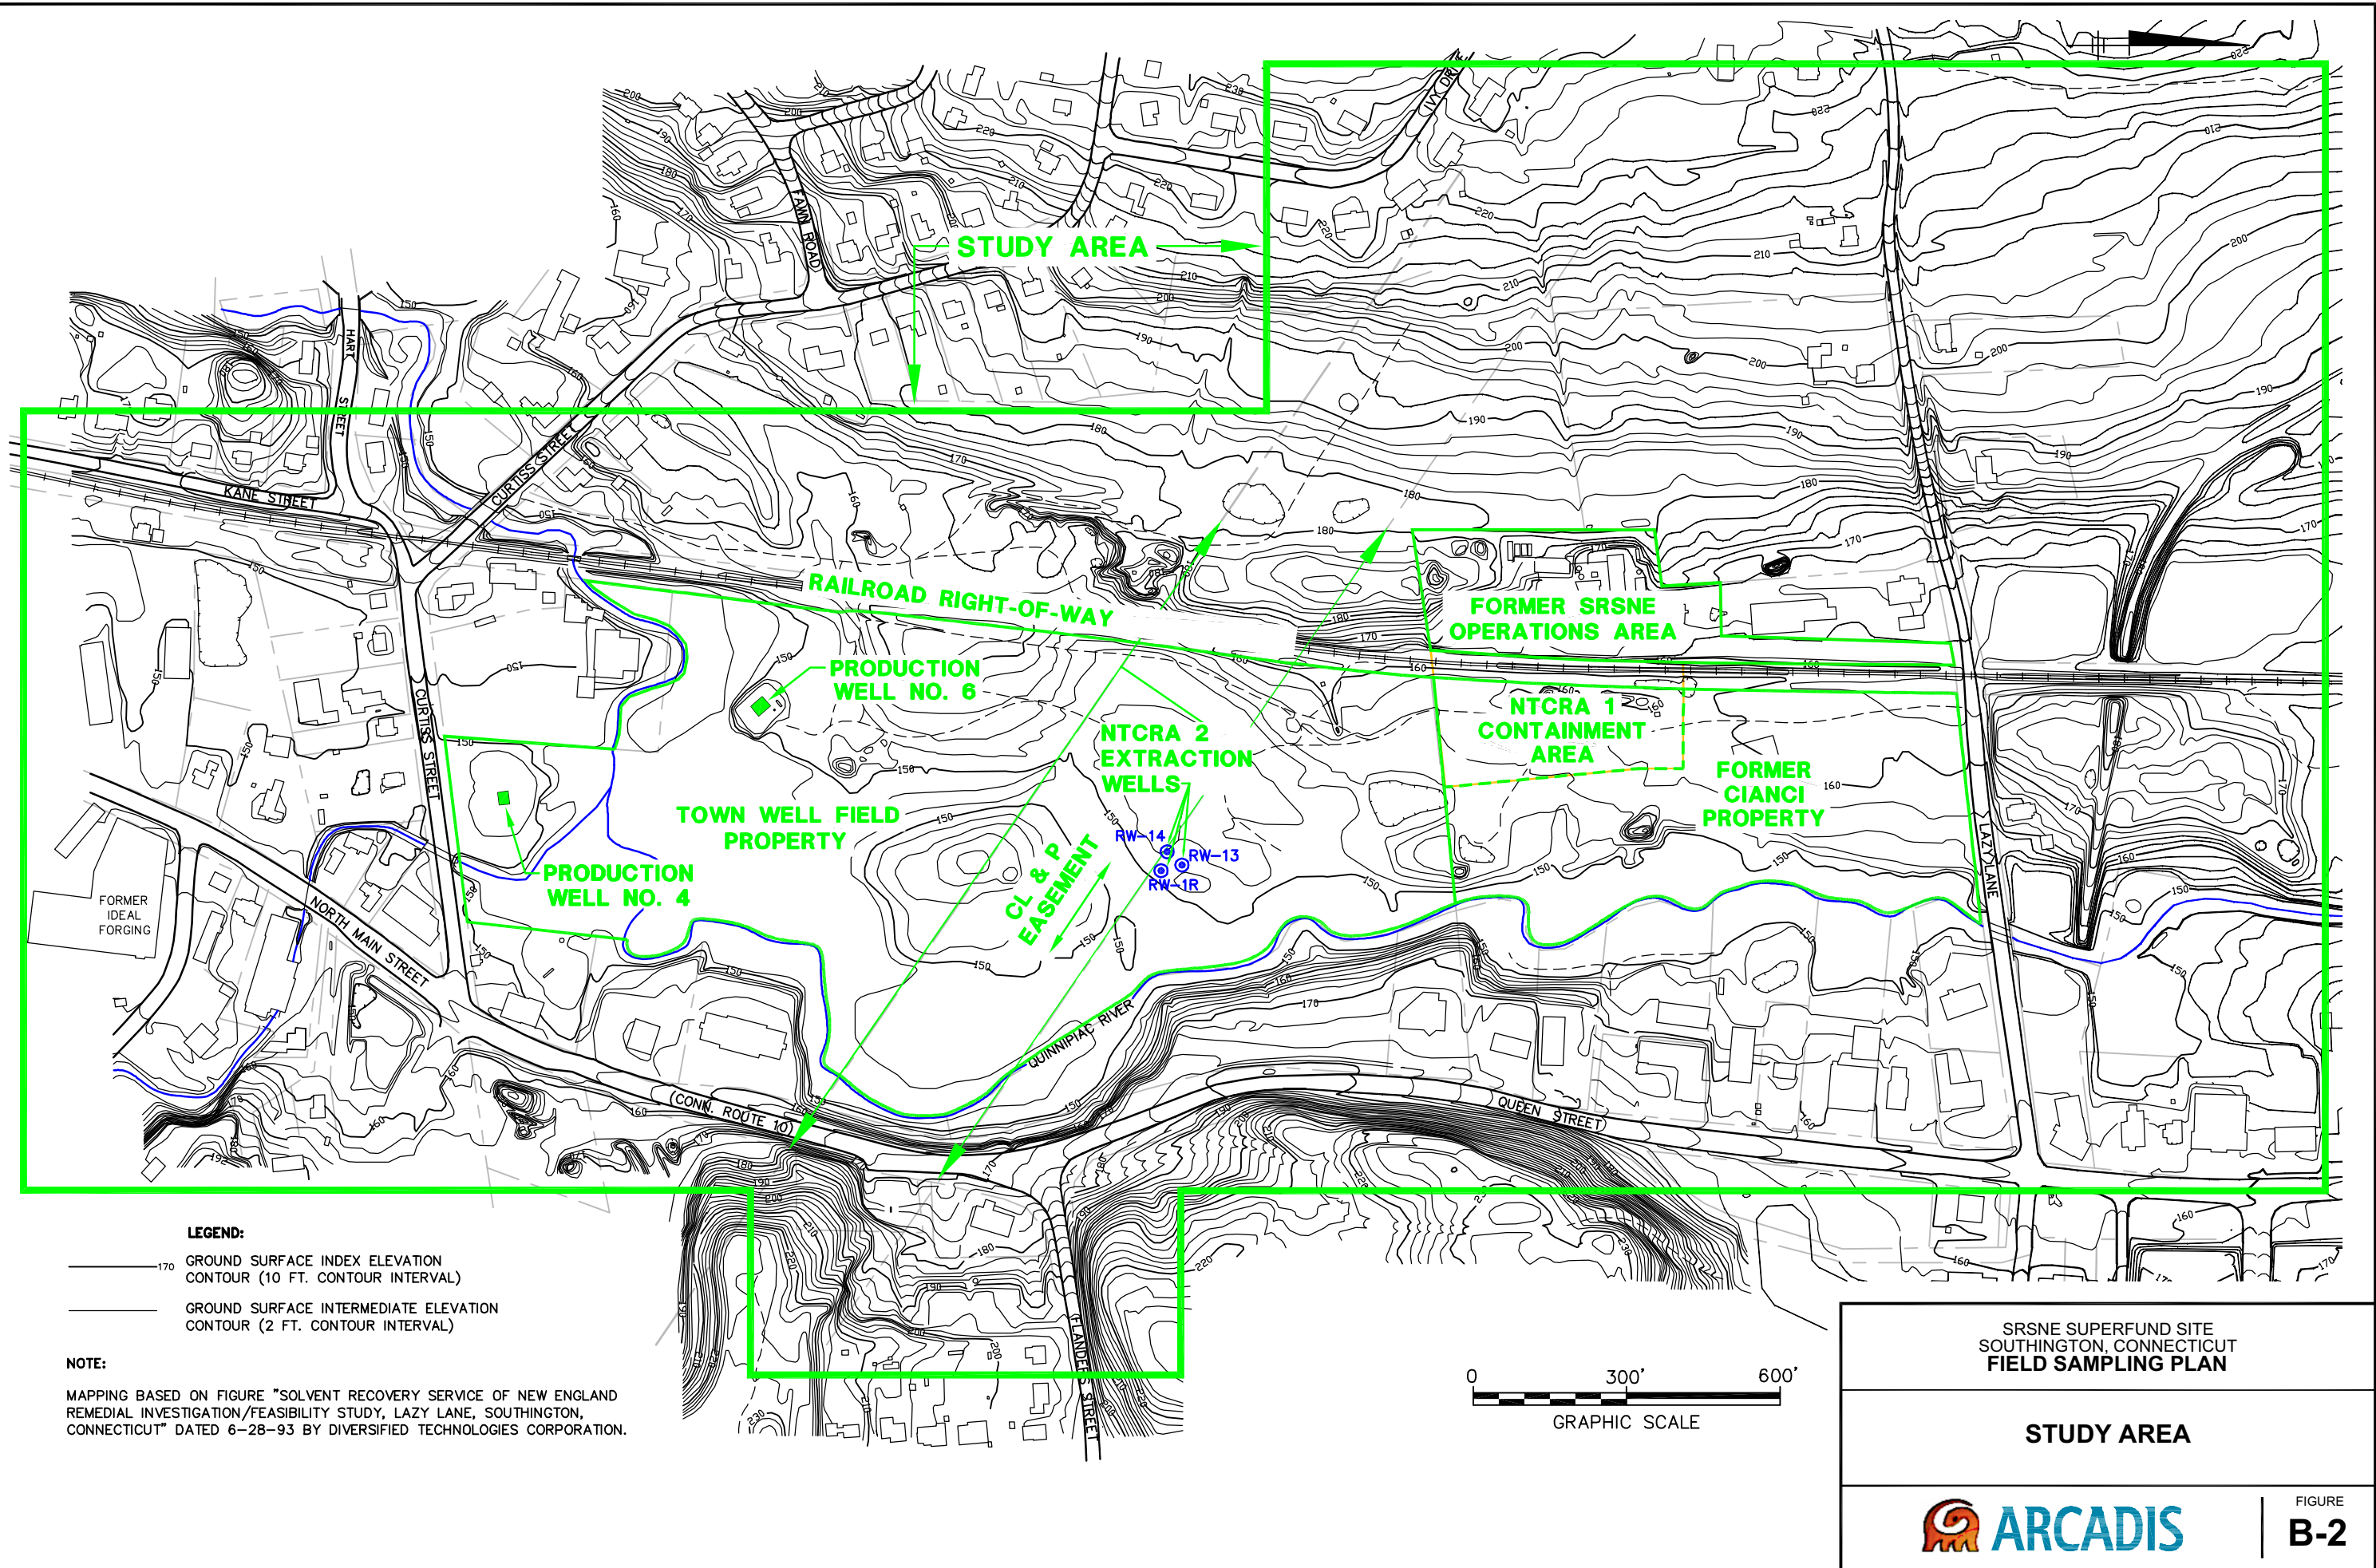 IVY DRIVE
FAWN ROAD
STUDY AREA
HART
STREET
CURTISS STREET
KANE STREET
RAILROAD RIGHT-OF-WAY
FORMER SRSNE
OPERATIONS AREA
PRODUCTION
WELL NO. 6
NTCRA 1
CONTAINMENT
AREA
NTCRA 2
EXTRACTION
WELLS
FORMER
CIANCI
PROPERTY
CURTISS STREET
TOWN WELL FIELD
PROPERTY
RW-14
RW-13
RW-1R
CL & P
EASEMENT
LAZY LANE
PRODUCTION
WELL NO. 4
FORMER
IDEAL
FORGING
NORTH MAIN STREET
QUINNIPIAC RIVER
(CONN. ROUTE 10)
QUEEN STREET
FLANDERS STREET
LEGEND:
170
GROUND SURFACE INDEX ELEVATION
CONTOUR (10 FT. CONTOUR INTERVAL)
GROUND SURFACE INTERMEDIATE ELEVATION
CONTOUR (2 FT. CONTOUR INTERVAL)
NOTE:
MAPPING BASED ON FIGURE "SOLVENT RECOVERY SERVICE OF NEW ENGLAND
REMEDIAL INVESTIGATION/FEASIBILITY STUDY, LAZY LANE, SOUTHINGTON,
CONNECTICUT" DATED 6-28-93 BY DIVERSIFIED TECHNOLOGIES CORPORATION.
0 300' 600'
GRAPHIC SCALE
SRSNE SUPERFUND SITE
SOUTHINGTON, CONNECTICUT
FIELD SAMPLING PLAN
STUDY AREA
ARCADIS
FIGURE
B-2